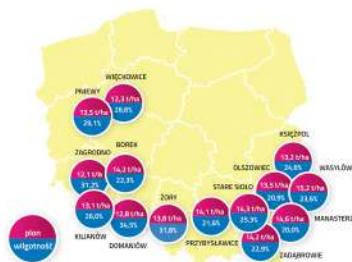 WIĘCHOWICE
PNIEWY
12,3 t/ha
28,8%
13,5 t/ha
29,1%
KSIĘŻPOL
BOREK
ZAGRODNO
13,2 t/ha
24,8%
OLSZOWIEC
WASYLÓW
14,2 t/ha
22,3%
12,1 t/ha
31,2%
STARE SIOŁO
13,5 t/ha
20,9%
15,2 t/ha
23,6%
ŻORY
13,1 t/ha
26,0%
12,8 t/ha
34,5%
13,8 t/ha
31,8%
14,1 t/ha
21,6%
14,3 t/ha
25,3%
14,6 t/ha
20,0%
MANASTERZ
plon
wilgotność
KILIANÓW
DOMANIÓW
PRZYBYSŁAWICE
14,2 t/ha
22,9%
ZADĄBROWIE